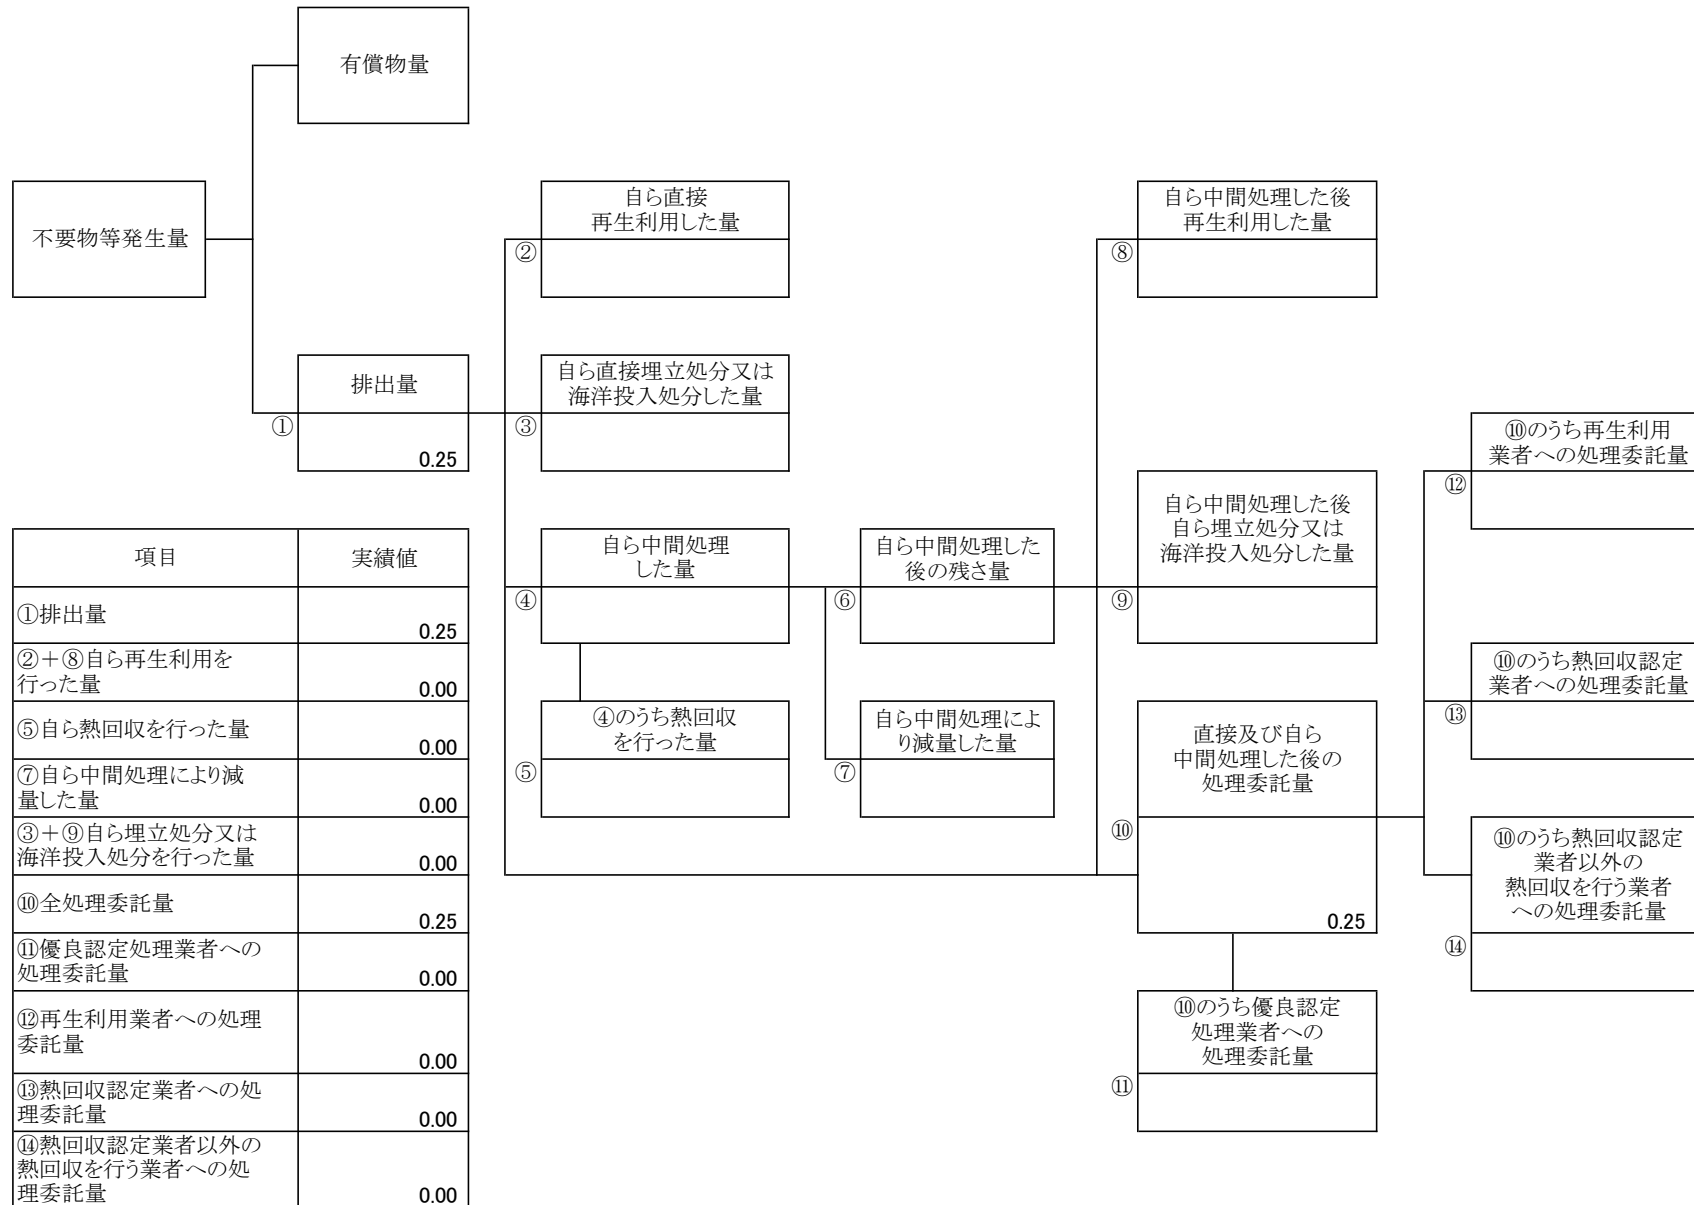 有償物量
不要物等発生量
自ら直接
再生利用した量
②
自ら中間処理した後
再生利用した量
⑧
排出量
①
0.25
自ら直接埋立処分又は
海洋投入処分した量
③
⑩のうち再生利用
業者への処理委託量
⑫
自ら中間処理
した量
④
自ら中間処理した
後の残さ量
⑥
自ら中間処理した後
自ら埋立処分又は
海洋投入処分した量
⑨
⑩のうち熱回収認定
業者への処理委託量
⑬
④のうち熱回収
を行った量
⑤
自ら中間処理によ
り減量した量
⑦
直接及び自ら
中間処理した後の
処理委託量
⑩
0.25
⑩のうち熱回収認定
業者以外の
熱回収を行う業者
への処理委託量
⑭
⑩のうち優良認定
処理業者への
処理委託量
⑪
項目
実績値
①排出量
0.25
②＋⑧自ら再生利用を
行った量
0.00
⑤自ら熱回収を行った量
0.00
⑦自ら中間処理により減
量した量
0.00
③＋⑨自ら埋立処分又は
海洋投入処分を行った量
0.00
⑩全処理委託量
0.25
⑪優良認定処理業者への
処理委託量
0.00
⑫再生利用業者への処理
委託量
0.00
⑬熱回収認定業者への処
理委託量
0.00
⑭熱回収認定業者以外の
熱回収を行う業者への処
理委託量
0.00